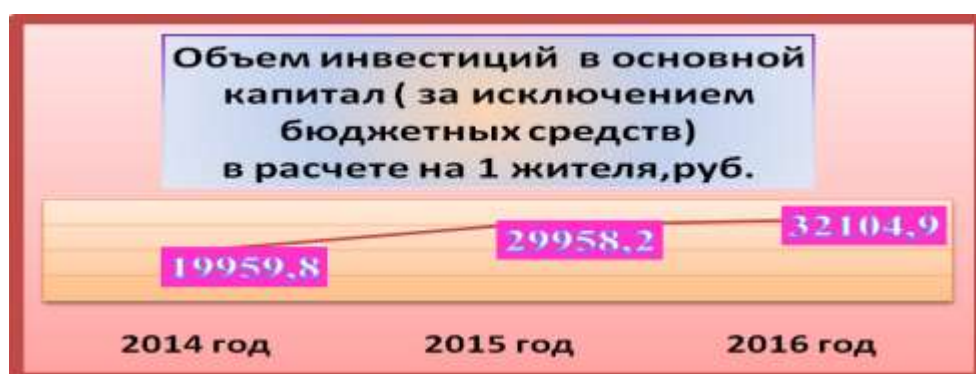 Объем инвестиций в основной
капитал ( за исключением
бюджетных средств)
в расчете на 1 жителя,руб.
19959,8
29958,2
32104,9
2014 год 2015 год 2016 год